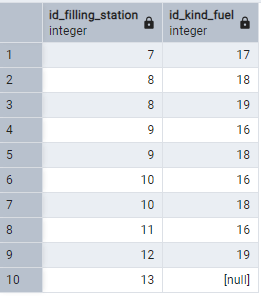 id_filling_station id_kind_fuel
integer integer
1 7 17
2 8 18
3 8 19
4 9 16
5 9 18
6 10 16
7 10 18
8 11 16
9 12 19
10 13 [null]